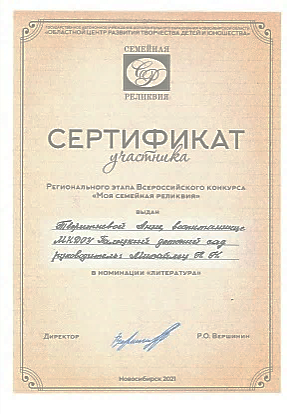 «ОБЛАСТНОЙ ЦЕНТР РАЗВИТИЯ ТВОРЧЕСТВА ДЕТЕЙ И ЮНОШЕСТВА»
СЕМЕЙНАЯ
СР
РЕЛИКВИЯ
СЕРТИФИКАТ
участника
Регионального этапа Всероссийского конкурса
«Моя семейная реликвия»
выдан
воспитаннице
МКДОУ детский сад
руководитель:
в номинации «Литература»
Директор
Р.О. Вершинин
Новосибирск 2021